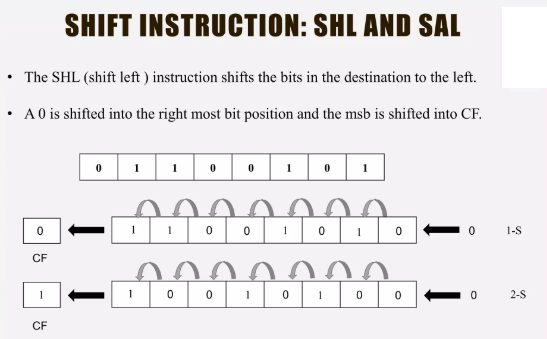 SHIFT INSTRUCTION: SHL AND SAL
• The SHL (shift left ) instruction shifts the bits in the destination to the left.
• A 0 is shifted into the right most bit position and the msb is shifted into CF.
0 1 1 0 0 1 0 1
0 1 1 0 0 1 0 1 0 0 1-S
CF
1 1 0 0 1 0 1 0 0 0 2-S
CF